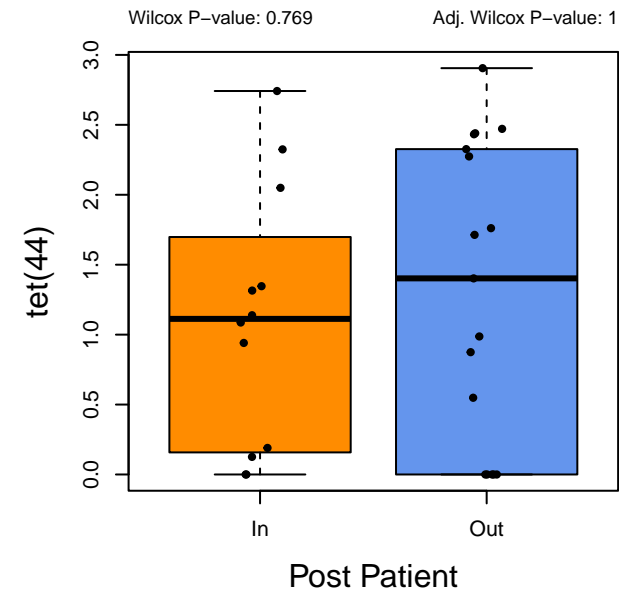 Wilcox P−value: 0.769 Adj. Wilcox P−value: 1
3.0
2.5
2.0
1.5
1.0
0.5
0.0
tet(44)
In Out
Post Patient